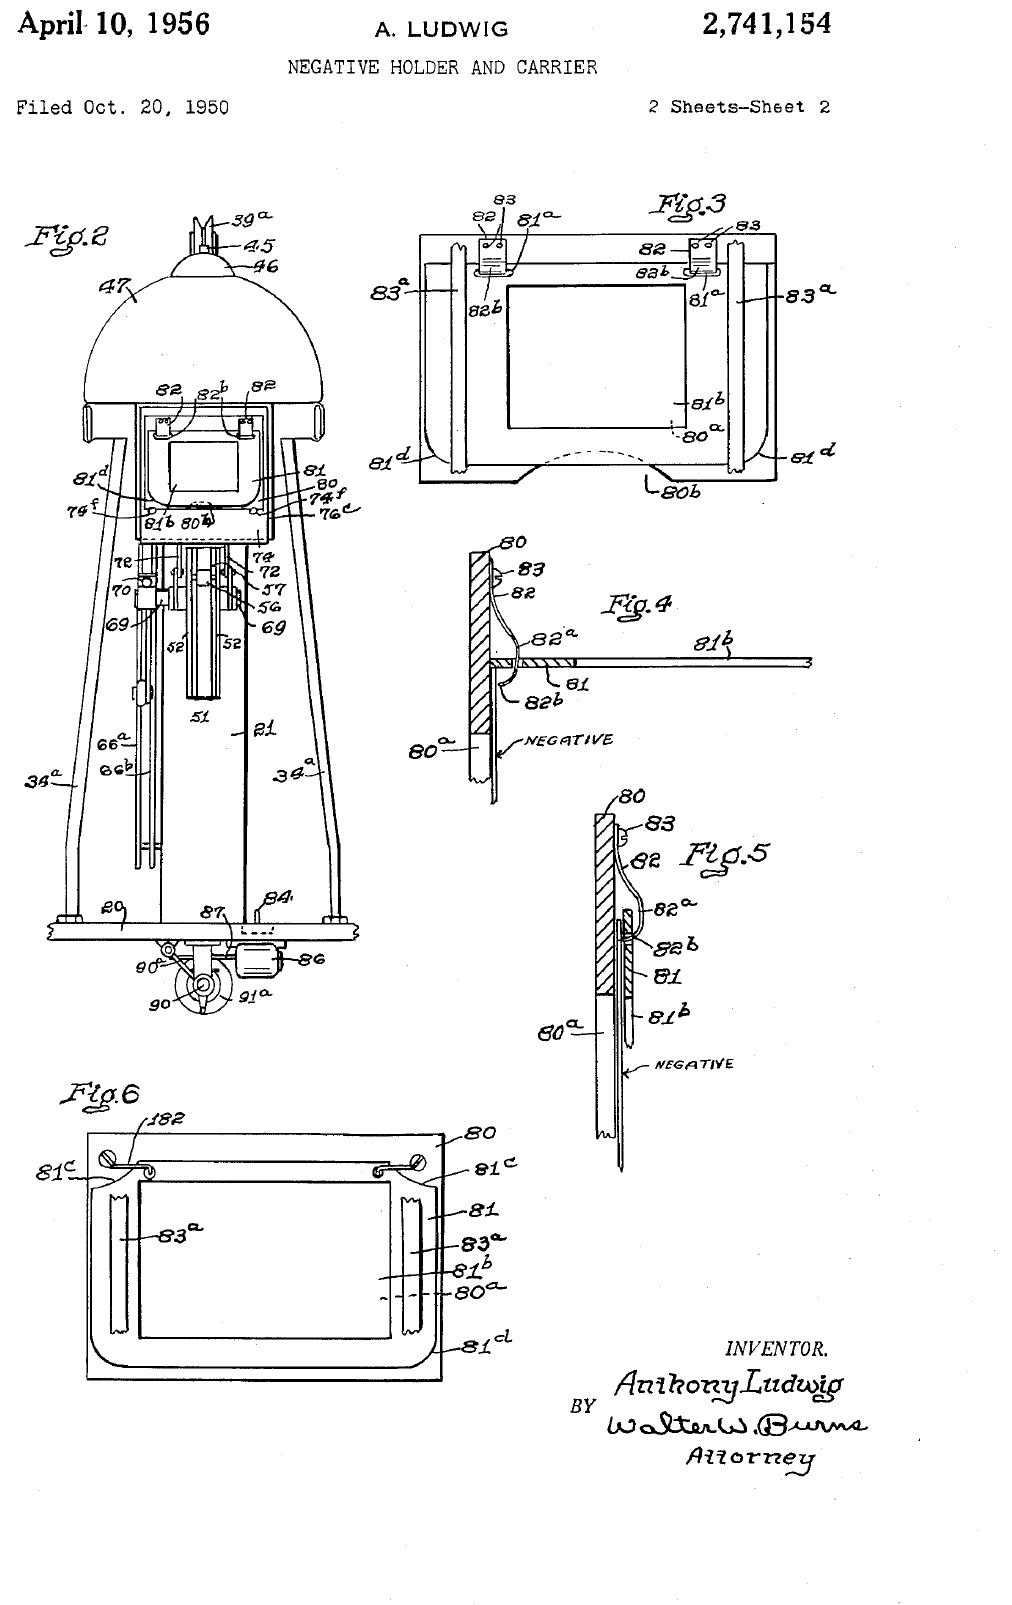 April 10, 1956
A. LUDWIG
2,741,154
NEGATIVE HOLDER AND CARRIER
Filed Oct. 20, 1950
2 Sheets-Sheet 2
Fig.2
39a
45
46
47
82 82b 82
81d
81
80
74f
74f
76c
81b 80b
74
72
72
70
57
56
69
69
52
52
51
21
66a
66b
34a
34a
20
84
87
90a
86
90
91a
Fig.3
83
82
81a
83
82
82b
83a
82b
81a
83a
81b
80a
81d
81d
80b
Fig.4
80
83
82
82a
81b
81
82b
80a
NEGATIVE
Fig.5
80
83
82
82a
82b
81
81b
80a
NEGATIVE
Fig.6
182
80
81c
81c
81
83a
83a
81b
80a
81d
INVENTOR.
Anthony Ludwig
BY
Walter W. Burns
Attorney